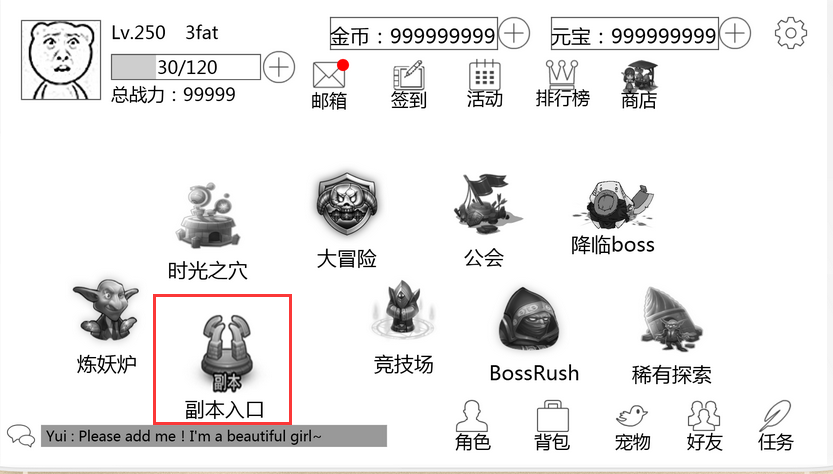 Lv.250 3fat
金币：999999999
元宝：999999999
30/120
总战力：99999
邮箱
签到
活动
排行榜
商店
时光之穴
大冒险
公会
降临boss
炼妖炉
副本
副本入口
竞技场
BossRush
稀有探索
Yui : Please add me ! I'm a beautiful girl~
角色
背包
宠物
好友
任务